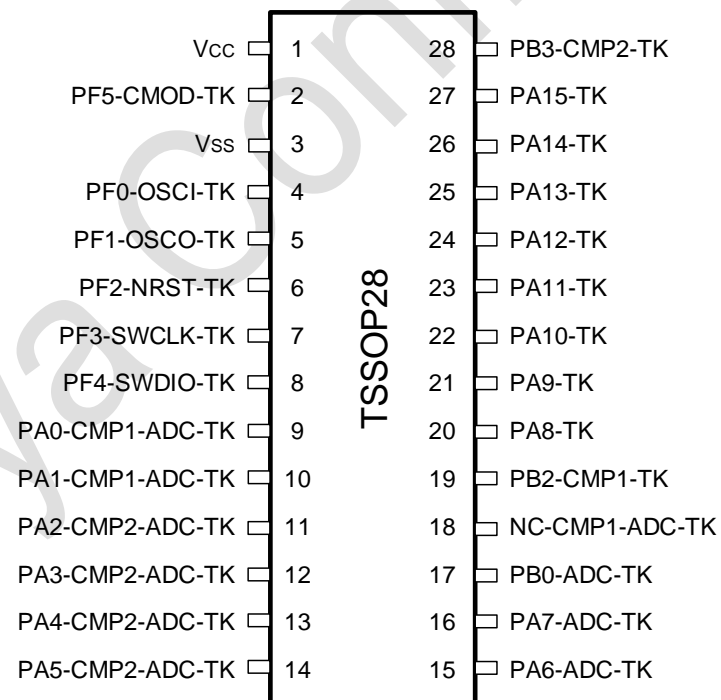 Vcc 1 28 PB3-CMP2-TK
PF5-CMOD-TK 2 27 PA15-TK
Vss 3 26 PA14-TK
PF0-OSCI-TK 4 25 PA13-TK
PF1-OSCO-TK 5 24 PA12-TK
PF2-NRST-TK 6 23 PA11-TK
PF3-SWCLK-TK 7 22 PA10-TK
PF4-SWDIO-TK 8 21 PA9-TK
PA0-CMP1-ADC-TK 9 20 PA8-TK
PA1-CMP1-ADC-TK 10 19 PB2-CMP1-TK
PA2-CMP2-ADC-TK 11 18 NC-CMP1-ADC-TK
PA3-CMP2-ADC-TK 12 17 PB0-ADC-TK
PA4-CMP2-ADC-TK 13 16 PA7-ADC-TK
PA5-CMP2-ADC-TK 14 15 PA6-ADC-TK
TSSOP28